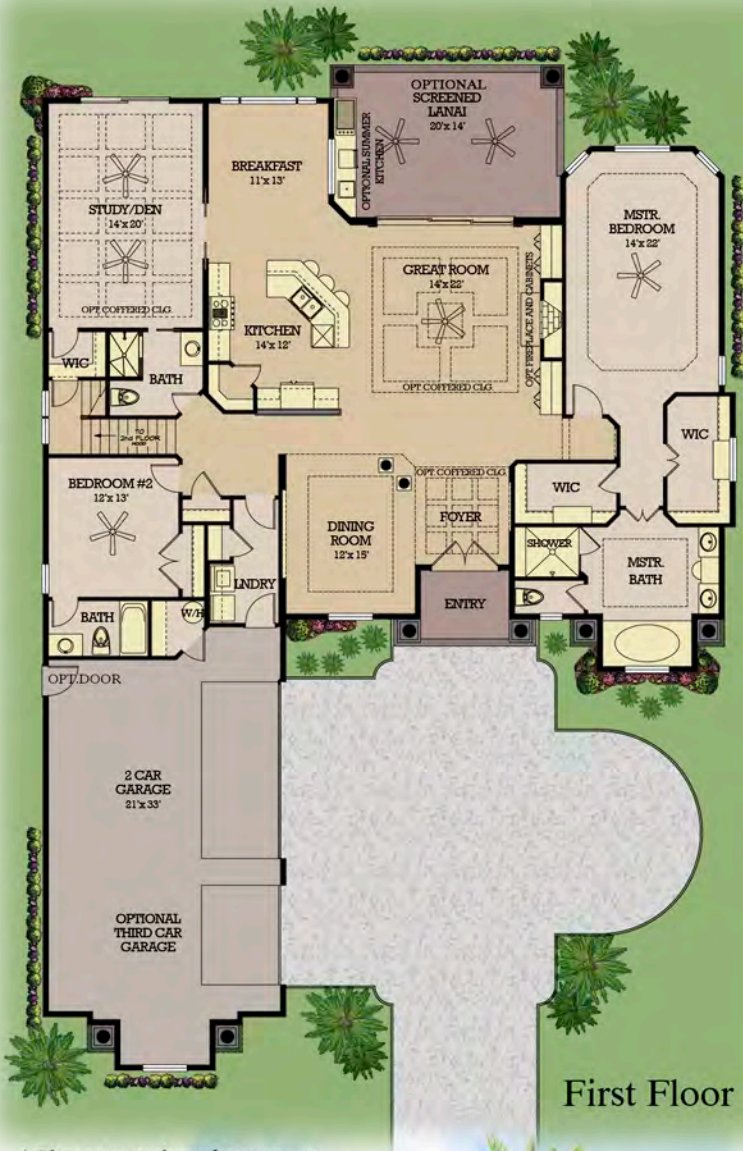 OPTIONAL
SCREENED
LANAI
20'x 14'
OPTIONAL SUMMER
KITCHEN
BREAKFAST
11'x 13'
STUDY/DEN
14'x 20'
OPT. COFFERED CLG.
MSTR.
BEDROOM
14'x 22'
GREAT ROOM
14'x 22'
OPT. COFFERED CLG.
OPT. FIREPLACE AND CABINETS
KITCHEN
14'x 12'
WIC
BATH
TO
2nd FLOOR
WIC
WIC
BEDROOM #2
12'x 13'
OPT. COFFERED CLG.
FOYER
DINING
ROOM
12'x 15'
SHOWER
MSTR.
BATH
LNDRY
ENTRY
BATH
W/H
OPT.DOOR
2 CAR
GARAGE
21'x 33'
OPTIONAL
THIRD CAR
GARAGE
First Floor